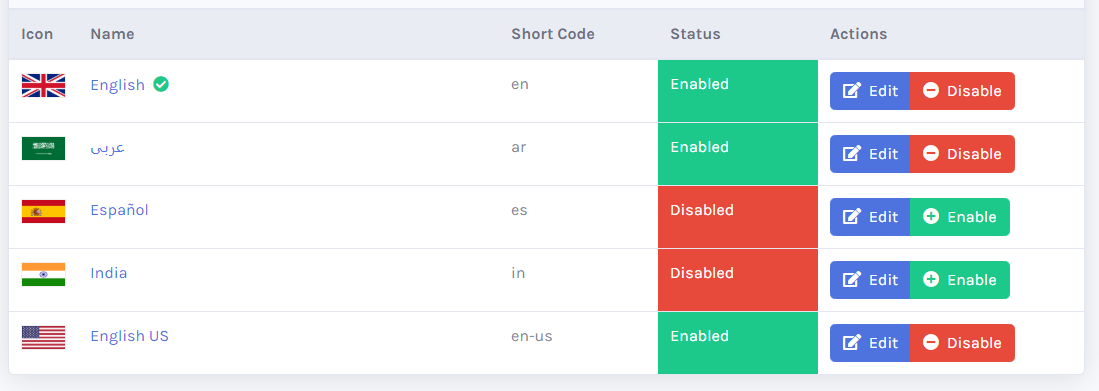 Icon Name Short Code Status Actions
English en Enabled Edit Disable
عربى ar Enabled Edit Disable
Español es Disabled Edit Enable
India in Disabled Edit Enable
English US en-us Enabled Edit Disable